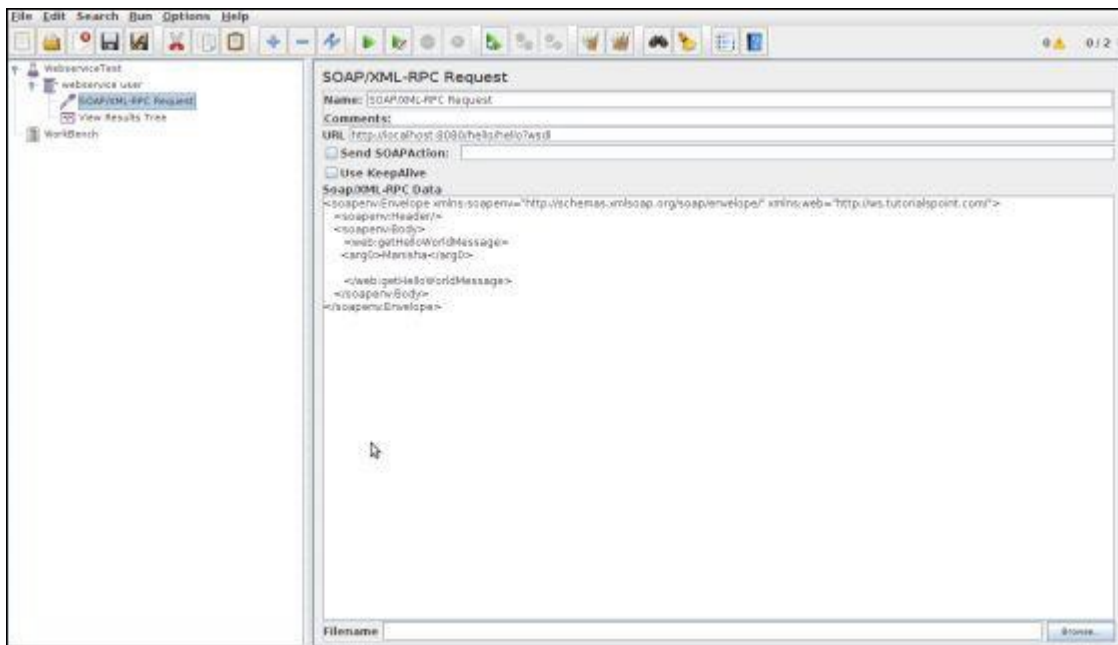 File Edit Search Run Options Help
0 0 / 2
WebserviceTest
webservice user
SOAP/XML-RPC Request
View Results Tree
WorkBench
SOAP/XML-RPC Request
Name: SOAP/XML-RPC Request
Comments:
URL http://localhost:8080/hello/hello?wsdl
Send SOAPAction:
Use KeepAlive
Soap/XML-RPC Data
<soapenv:Envelope xmlns:soapenv="http://schemas.xmlsoap.org/soap/envelope/" xmlns:web="http://ws.tutorialspoint.com/">
<soapenv:Header/>
<soapenv:Body>
<web:getHelloWorldMessage>
<arg0>Manisha</arg0>
</web:getHelloWorldMessage>
</soapenv:Body>
</soapenv:Envelope>
Filename
Browse...